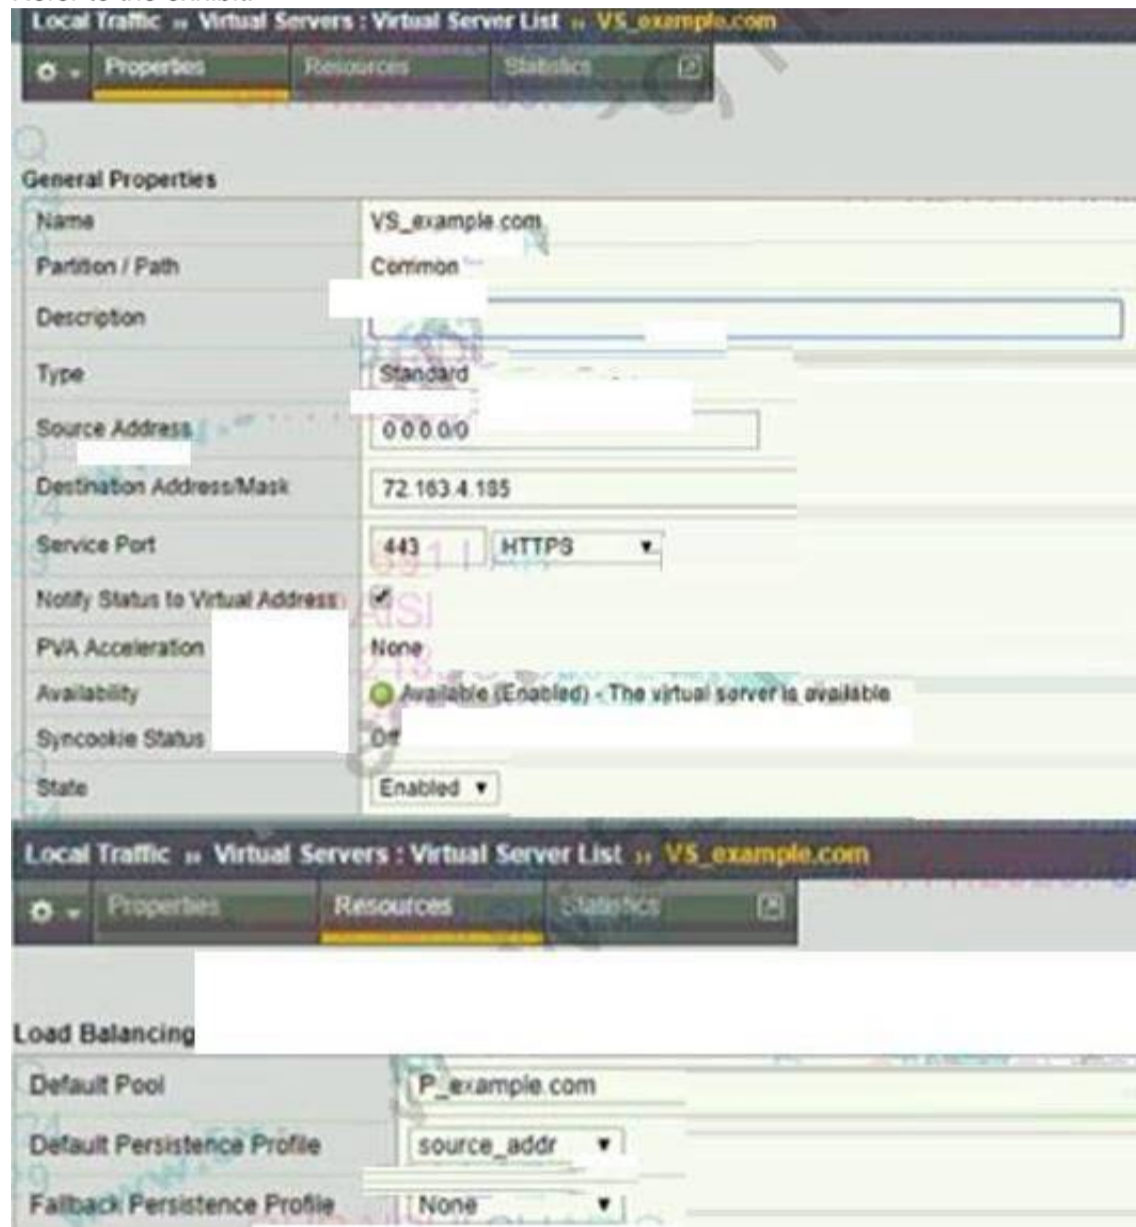 Refer to the exhibit.
Local Traffic ›› Virtual Servers : Virtual Server List ›› VS_example.com
Properties Resources Statistics
General Properties
Name VS_example.com
Partition / Path Common
Description
Type Standard
Source Address 0.0.0.0/0
Destination Address/Mask 72.163.4.185
Service Port 443 HTTPS
Notify Status to Virtual Address
PVA Acceleration None
Availability Available (Enabled) - The virtual server is available
Syncookie Status Off
State Enabled
Local Traffic ›› Virtual Servers : Virtual Server List ›› VS_example.com
Properties Resources Statistics
Load Balancing
Default Pool P_example.com
Default Persistence Profile source_addr
Fallback Persistence Profile None